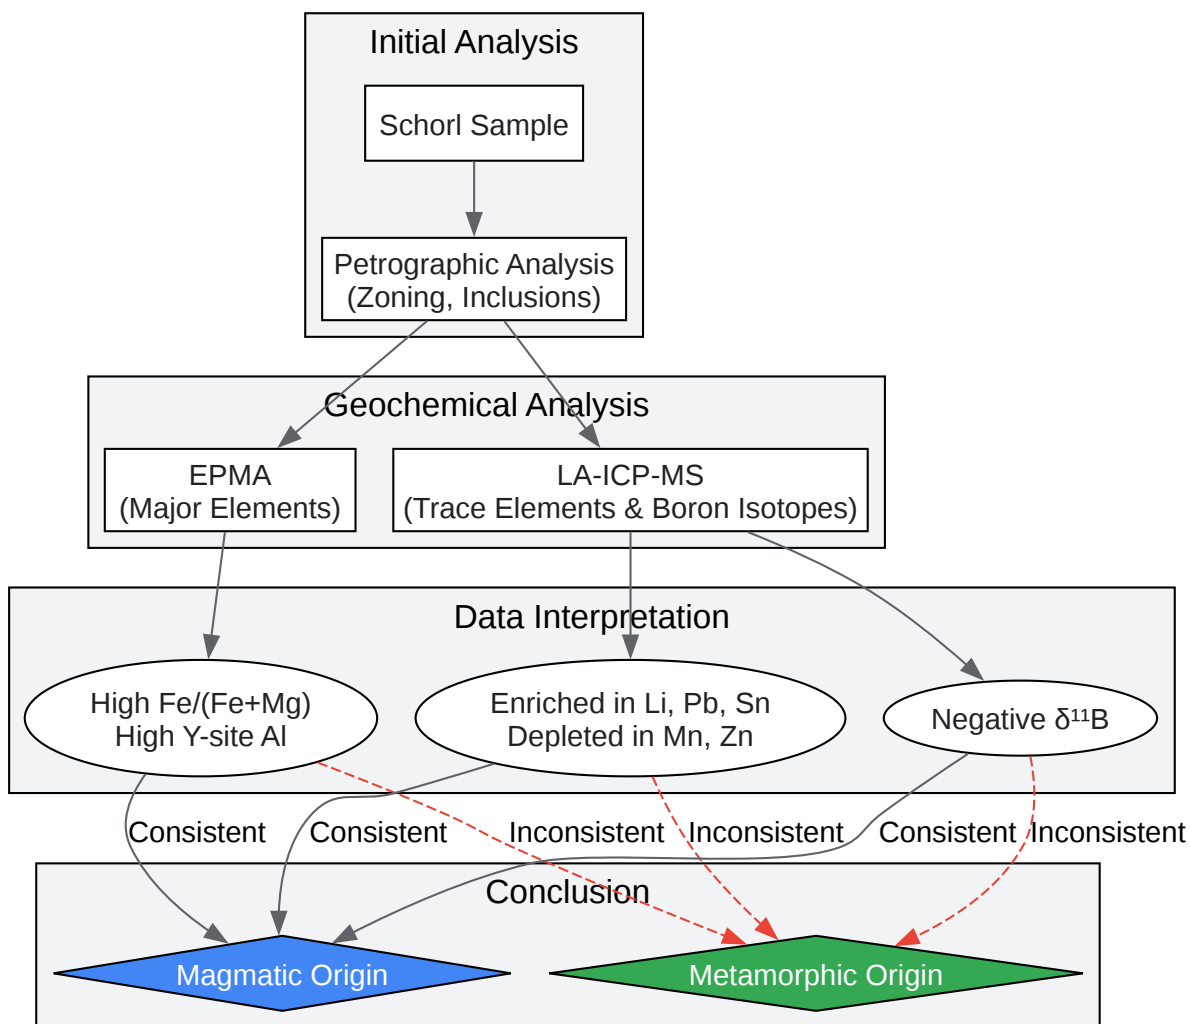 Initial Analysis
Schorl Sample
Petrographic Analysis
(Zoning, Inclusions)
Geochemical Analysis
EPMA
(Major Elements)
LA-ICP-MS
(Trace Elements & Boron Isotopes)
Data Interpretation
High Fe/(Fe+Mg)
High Y-site Al
Enriched in Li, Pb, Sn
Depleted in Mn, Zn
Negative δ¹¹B
Consistent
Consistent
Inconsistent
Inconsistent
Consistent
Inconsistent
Conclusion
Magmatic Origin
Metamorphic Origin